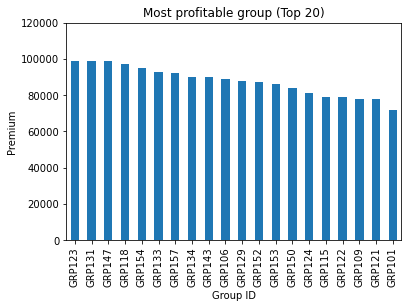 Most profitable group (Top 20)
120000
100000
80000
60000
40000
20000
0
Premium
GRP123
GRP131
GRP147
GRP118
GRP154
GRP133
GRP157
GRP134
GRP143
GRP106
GRP129
GRP152
GRP153
GRP150
GRP124
GRP115
GRP122
GRP109
GRP121
GRP101
Group ID